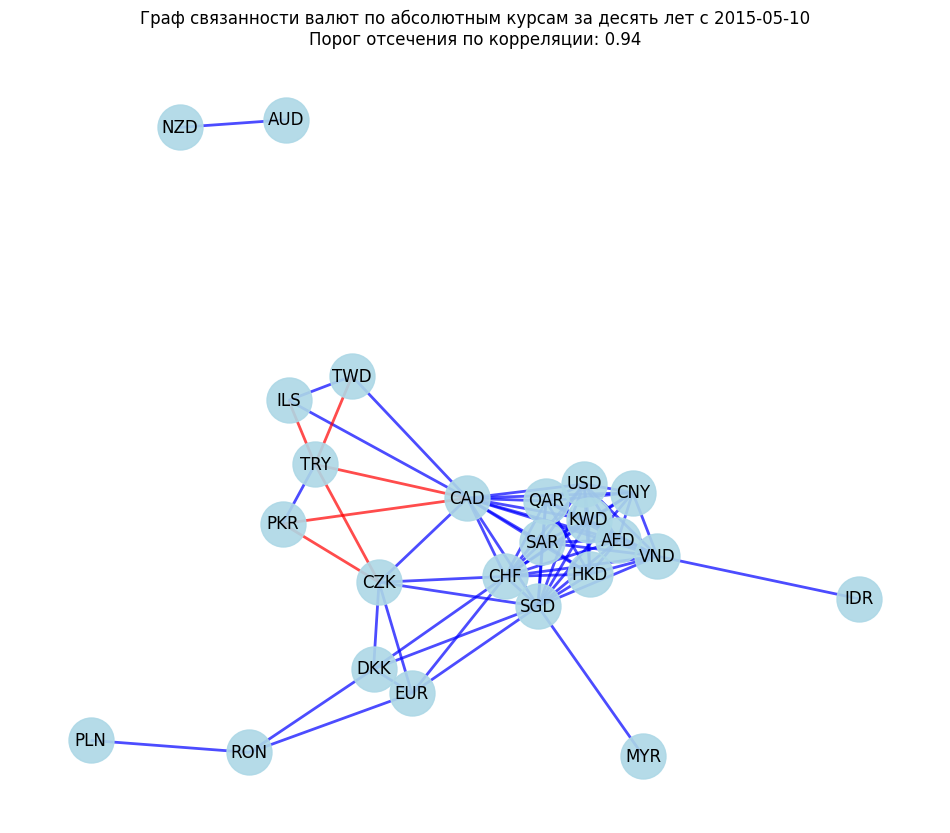 Граф связанности валют по абсолютным курсам за десять лет с 2015-05-10
Порог отсечения по корреляции: 0.94
NZD
AUD
TWD
ILS
TRY
PKR
CAD
USD
QAR
CNY
KWD
SAR
AED
VND
CHF
HKD
CZK
SGD
IDR
DKK
EUR
PLN
RON
MYR